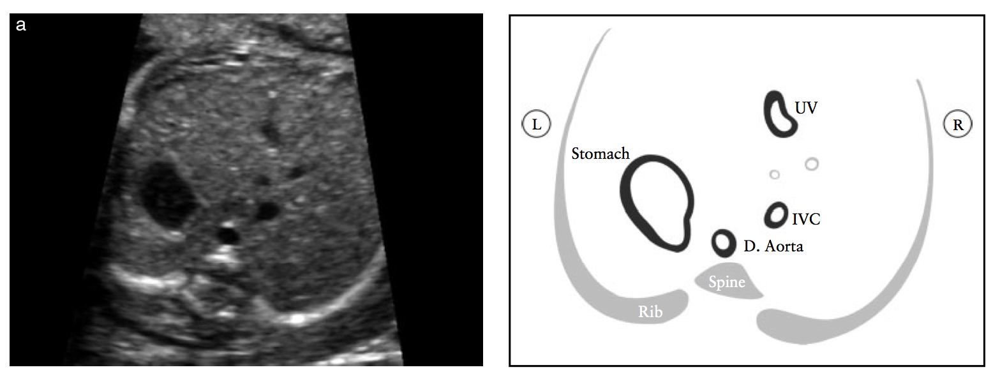 a
UV
L
R
Stomach
IVC
D. Aorta
Spine
Rib